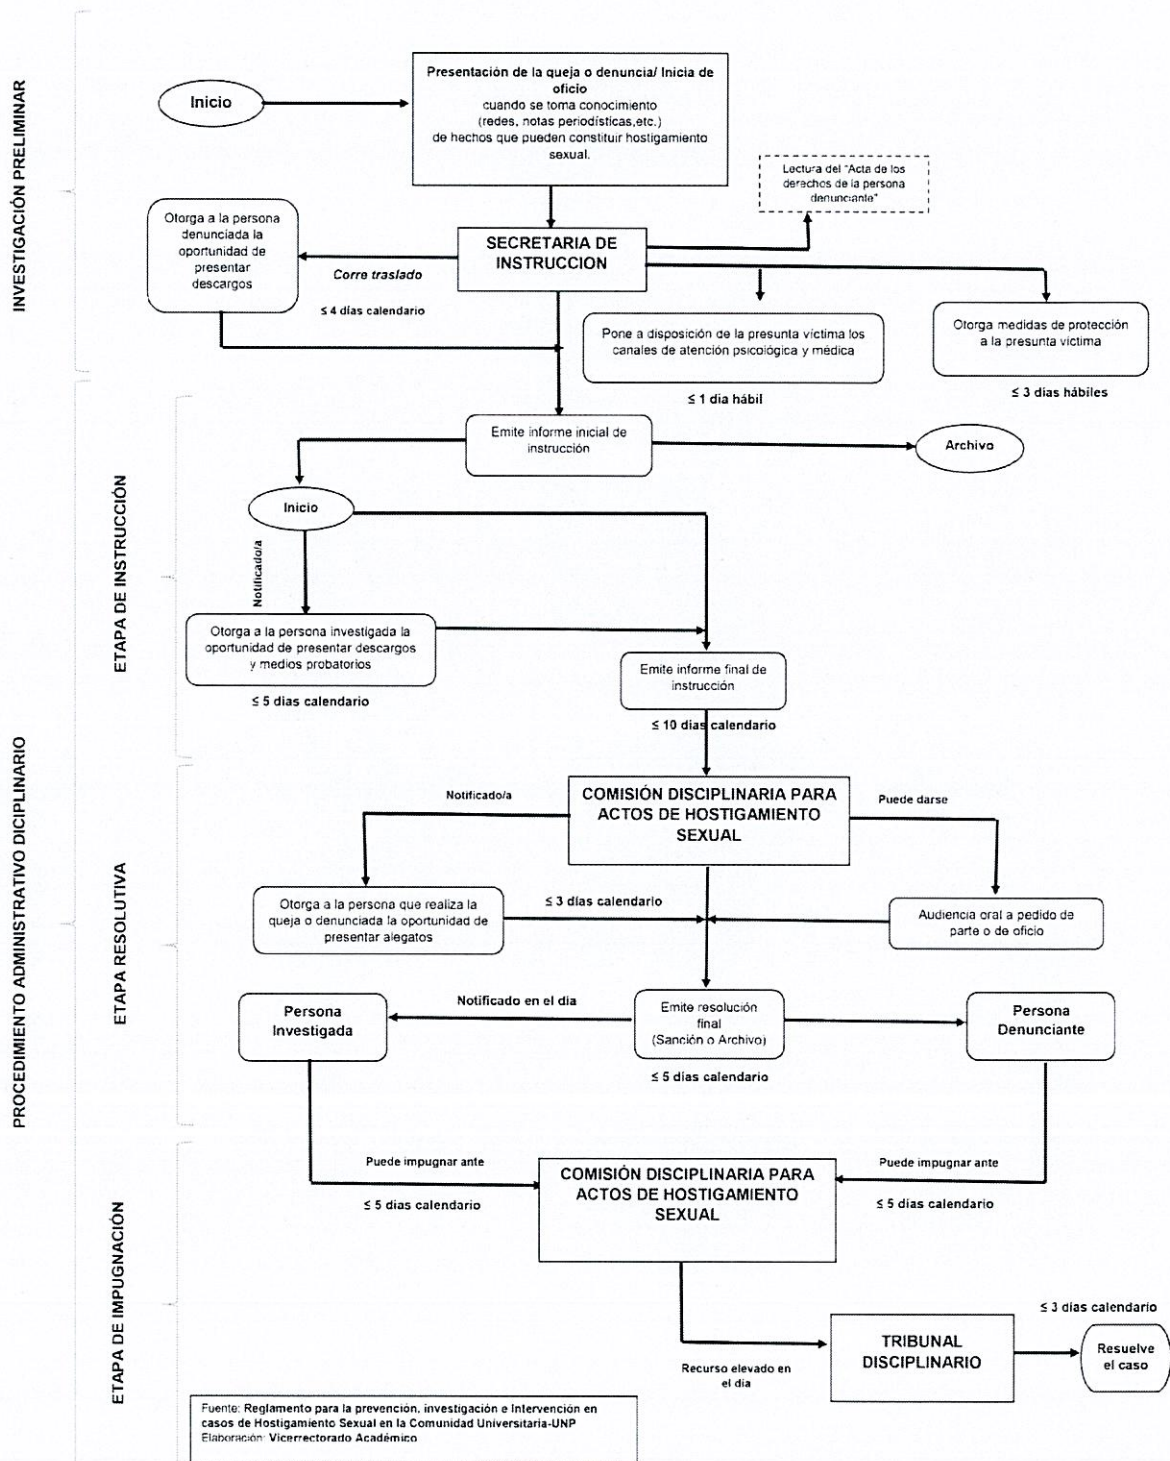 INVESTIGACIÓN PRELIMINAR
Inicio
Presentación de la queja o denuncia/ Inicia de
oficio
cuando se toma conocimiento
(redes, notas periodísticas,etc.)
de hechos que pueden constituir hostigamiento
sexual.
Lectura del "Acta de los
derechos de la persona
denunciante"
Otorga a la persona
denunciada la
oportunidad de
presentar
descargos
SECRETARIA DE
INSTRUCCION
Corre traslado
≤ 4 días calendario
Pone a disposición de la presunta víctima los
canales de atención psicológica y médica
≤ 1 dia hábil
Otorga medidas de protección
a la presunta víctima
≤ 3 dias hábiles
PROCEDIMIENTO ADMINISTRATIVO DICIPLINARIO
ETAPA DE INSTRUCCIÓN
Emite informe inicial de
instrucción
Archivo
Inicio
Notificado/a
Otorga a la persona investigada la
oportunidad de presentar descargos
y medios probatorios
≤ 5 dias calendario
Emite informe final de
instrucción
≤ 10 dias calendario
ETAPA RESOLUTIVA
Notificado/a
COMISIÓN DISCIPLINARIA PARA
ACTOS DE HOSTIGAMIENTO
SEXUAL
Puede darse
Otorga a la persona que realiza la
queja o denunciada la oportunidad de
presentar alegatos
≤ 3 días calendario
Audiencia oral a pedido de
parte o de oficio
Persona
Investigada
Notificado en el dia
Emite resolución
final
(Sanción o Archivo)
≤ 5 dias calendario
Persona
Denunciante
ETAPA DE IMPUGNACIÓN
Puede impugnar ante
≤ 5 dias calendario
COMISIÓN DISCIPLINARIA PARA
ACTOS DE HOSTIGAMIENTO
SEXUAL
Puede impugnar ante
≤ 5 dias calendario
Recurso elevado en
el dia
TRIBUNAL
DISCIPLINARIO
≤ 3 dias calendario
Resuelve
el caso
Fuente: Reglamento para la prevención, investigación e Intervención en
casos de Hostigamiento Sexual en la Comunidad Universitaria-UNP
Elaboración: Vicerrectorado Académico